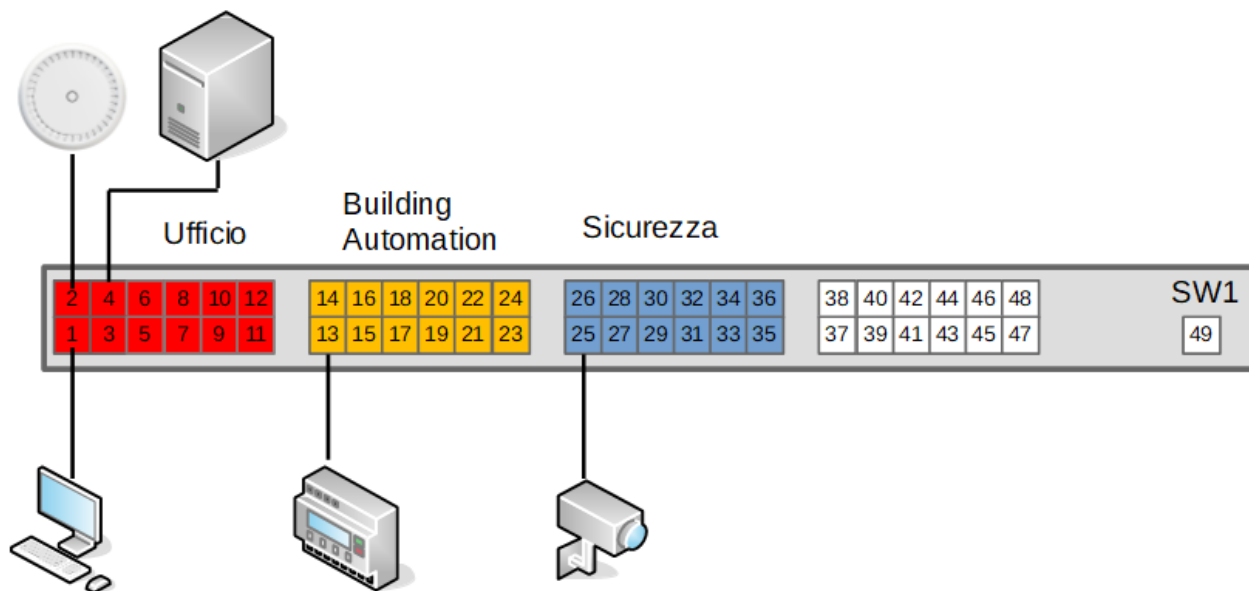 Ufficio
Building
Automation
Sicurezza
SW1
2 4 6 8 10 12
14 16 18 20 22 24
26 28 30 32 34 36
38 40 42 44 46 48
1 3 5 7 9 11
13 15 17 19 21 23
25 27 29 31 33 35
37 39 41 43 45 47
49